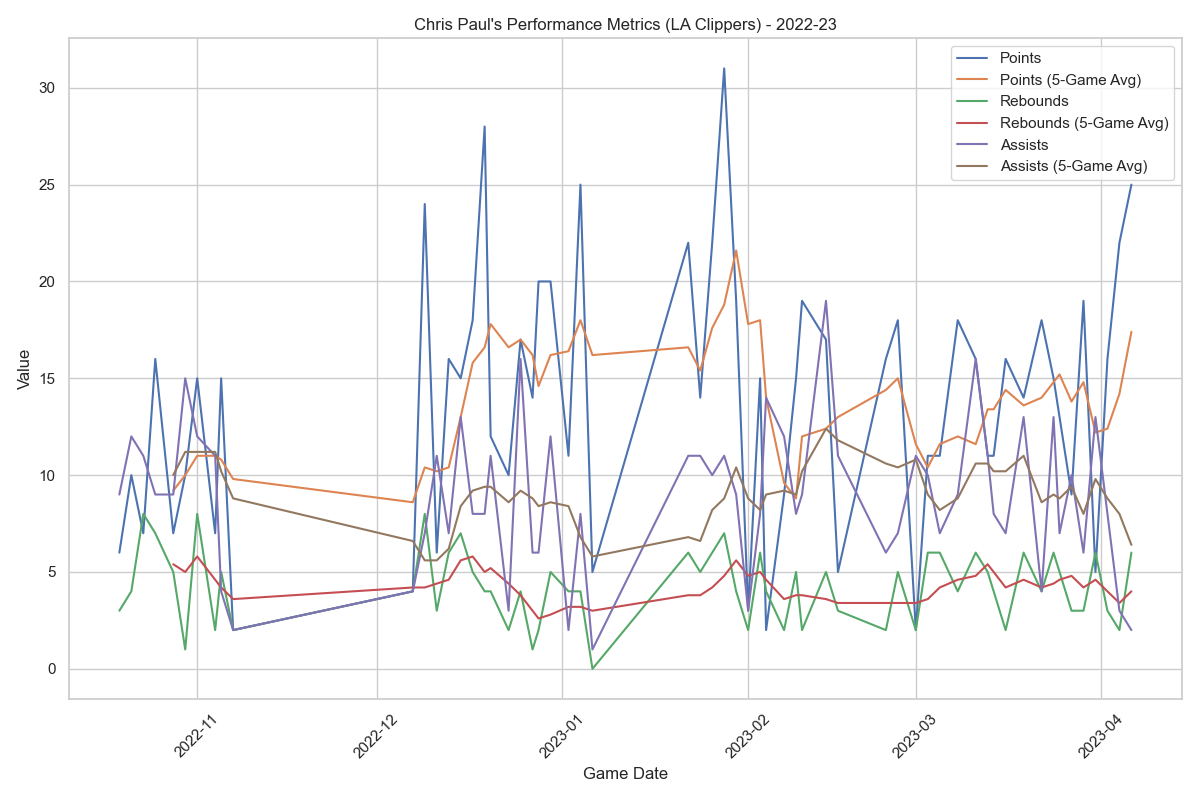 Chris Paul's Performance Metrics (LA Clippers) - 2022-23
Points
Points (5-Game Avg)
Rebounds
Rebounds (5-Game Avg)
Assists
Assists (5-Game Avg)
Value
30
25
20
15
10
5
0
2022-11
2022-12
2023-01
2023-02
2023-03
2023-04
Game Date